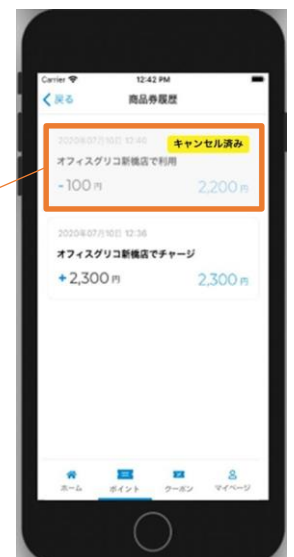 Carrier 12:42 PM
戻る 商品券履歴
2020年07月10日 12:46 キャンセル済み
オフィスグリコ新橋店で利用
-100円 2,200円
2020年07月10日 12:36
オフィスグリコ新橋店でチャージ
+2,300円 2,300円
ホーム ポイント クーポン マイページ